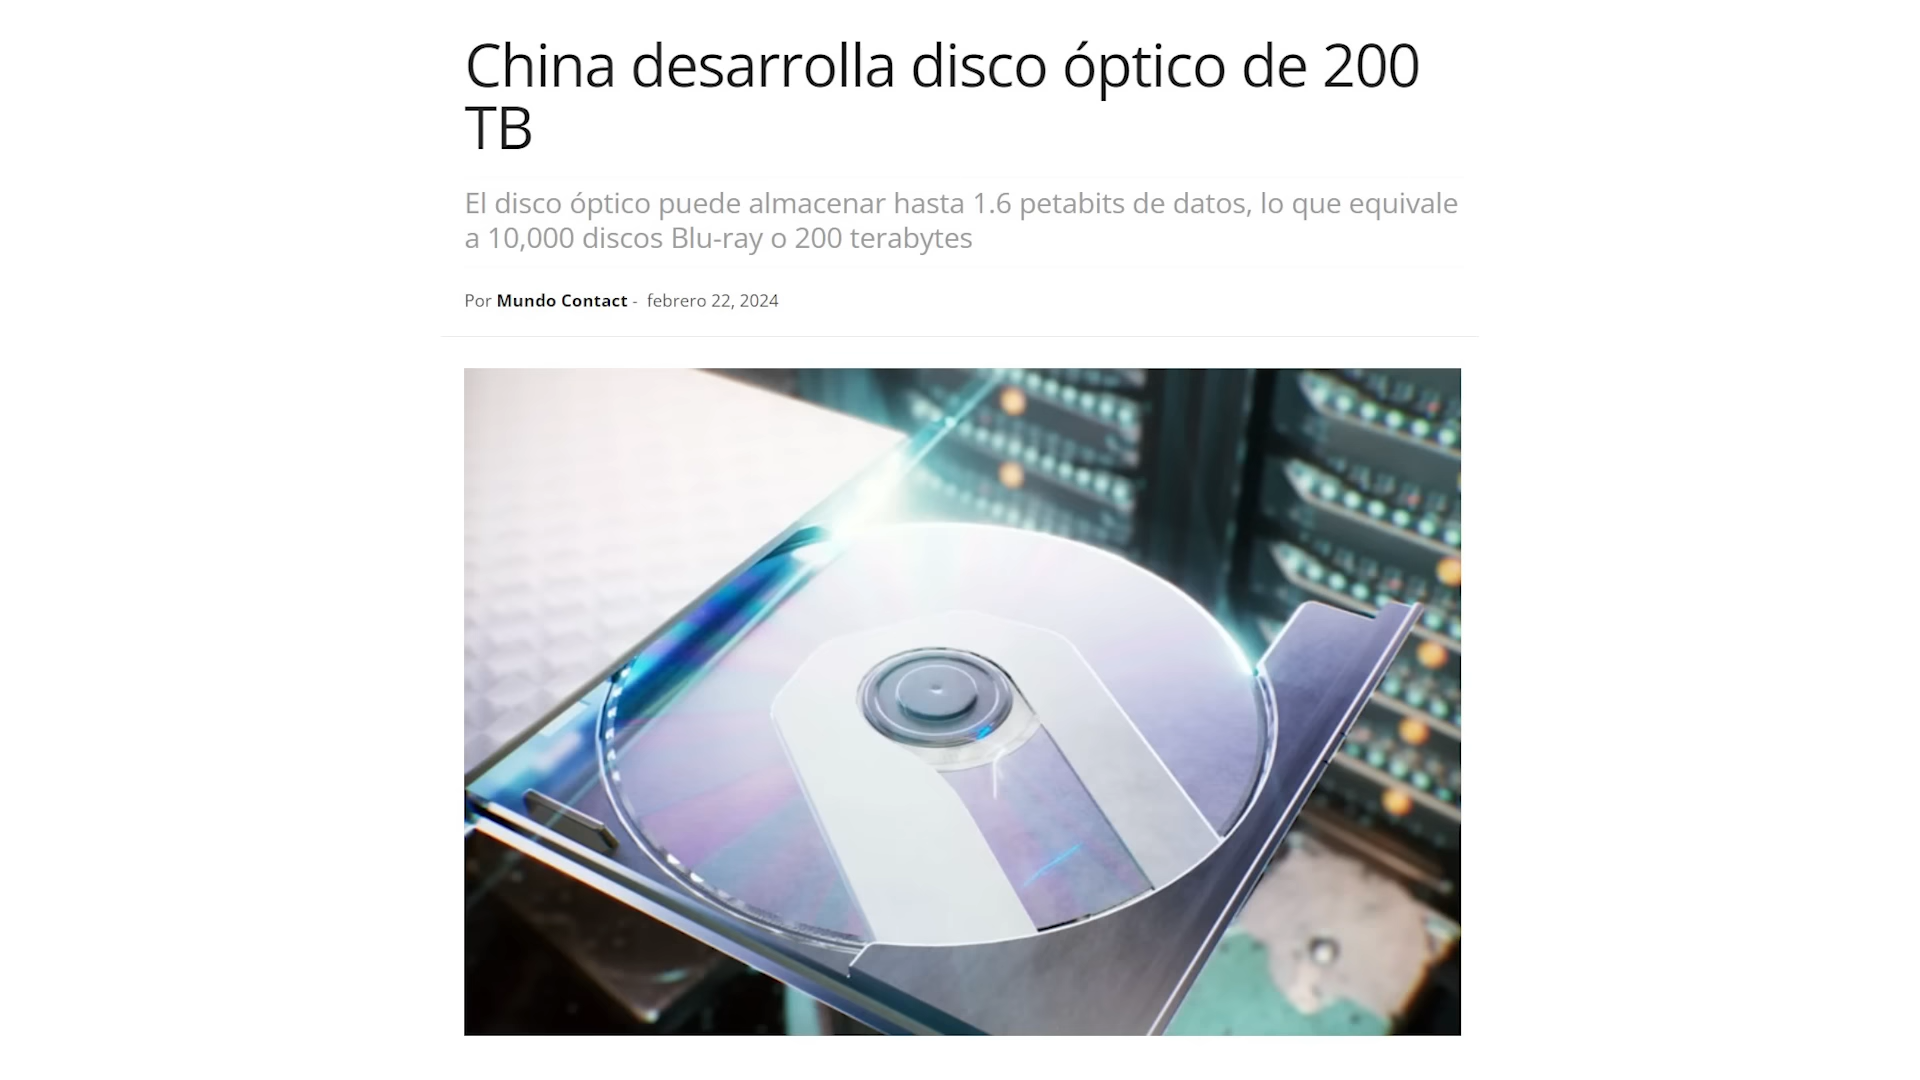 China desarrolla disco óptico de 200
TB
El disco óptico puede almacenar hasta 1.6 petabits de datos, lo que equivale
a 10,000 discos Blu-ray o 200 terabytes
Por Mundo Contact - febrero 22, 2024